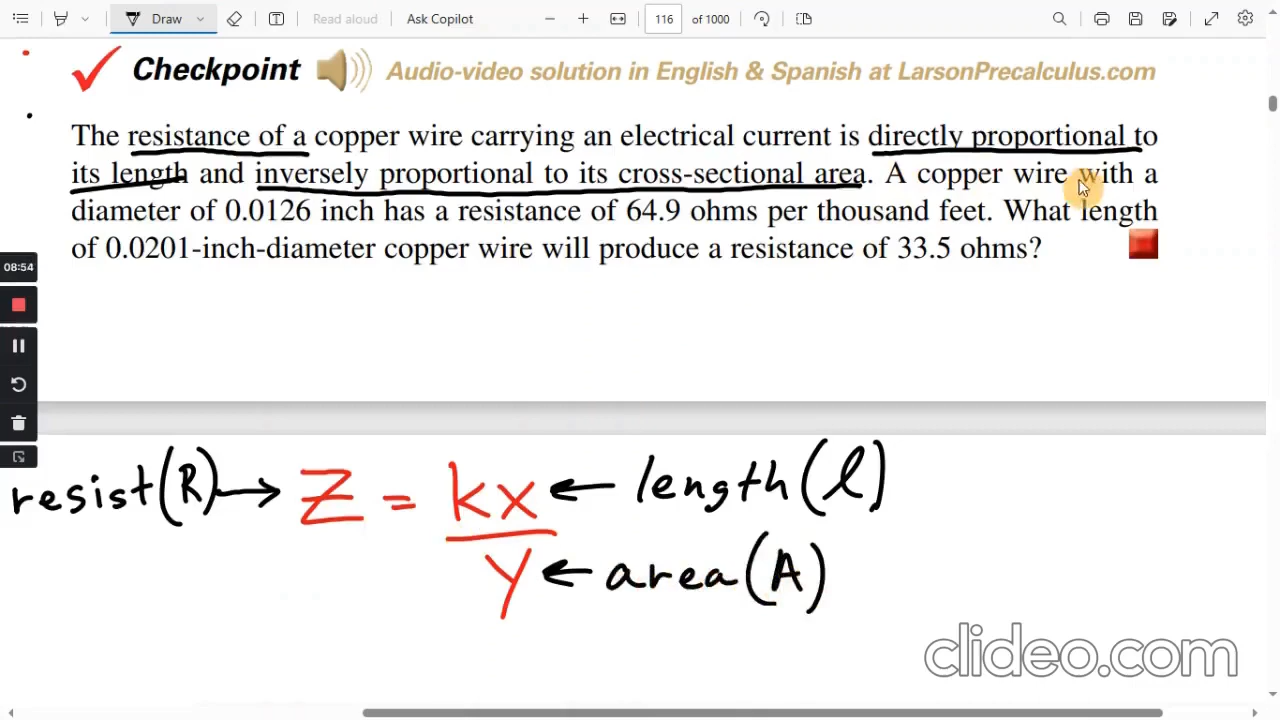 Draw
Read aloud
Ask Copilot
116 of 1000
Checkpoint Audio-video solution in English & Spanish at LarsonPrecalculus.com
The resistance of a copper wire carrying an electrical current is directly proportional to
its length and inversely proportional to its cross-sectional area. A copper wire with a
diameter of 0.0126 inch has a resistance of 64.9 ohms per thousand feet. What length
of 0.0201-inch-diameter copper wire will produce a resistance of 33.5 ohms?
08:54
resist(R) → Z = kx ← length(l)
y ← area(A)
clideo.com